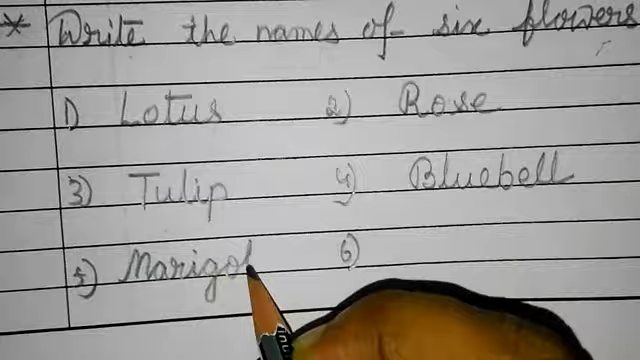 * Write the names of six flowers
1) Lotus 2) Rose
3) Tulip 4) Bluebell
5) Marigol 6)